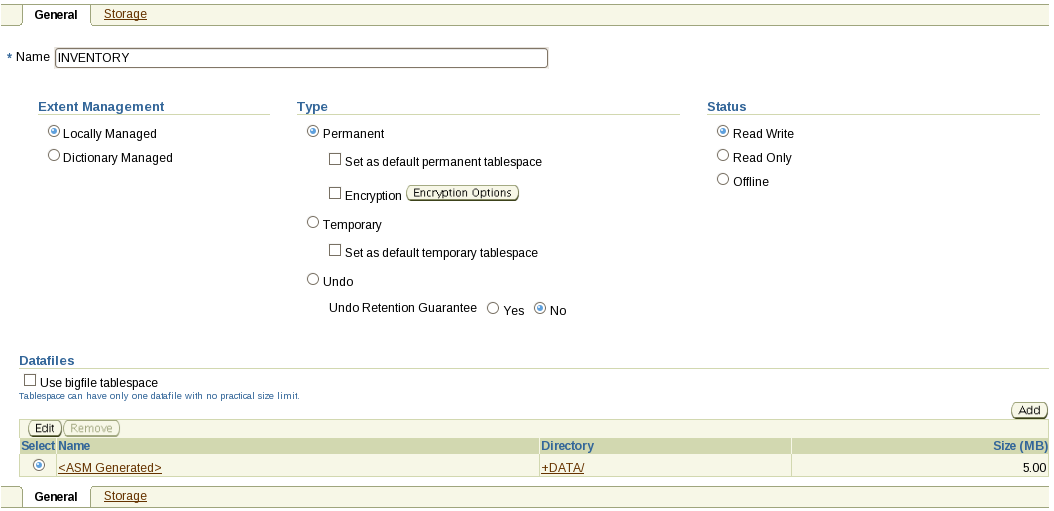 General Storage
* Name INVENTORY
Extent Management Type Status
Locally Managed Permanent Read Write
Dictionary Managed Set as default permanent tablespace Read Only
Encryption Encryption Options Offline
Temporary
Set as default temporary tablespace
Undo
Undo Retention Guarantee Yes No
Datafiles
Use bigfile tablespace
Tablespace can have only one datafile with no practical size limit.
Add
Edit Remove
Select Name Directory Size (MB)
<ASM Generated> +DATA/ 5.00
General Storage